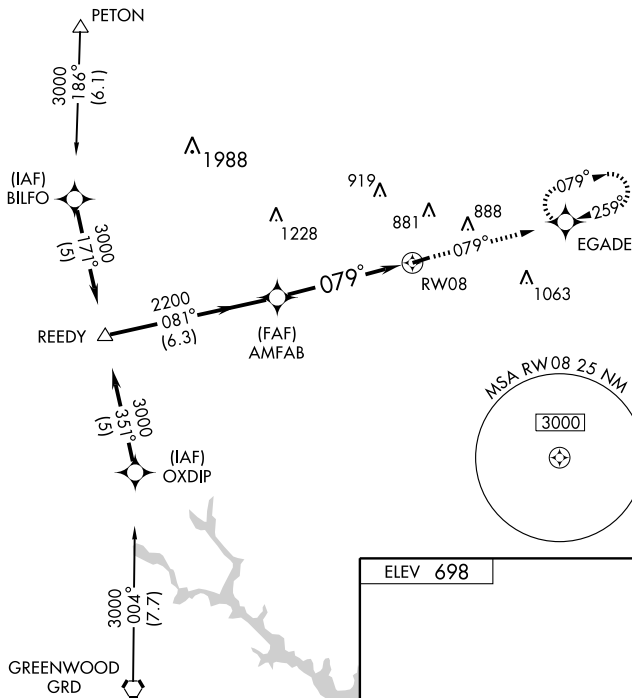 PETON
3000
186°
(6.1)
1988
(IAF)
BILFO
919
881
888
1228
079°
259°
EGADE
3000
171°
(5)
079°
079°
RW08
1063
2200
081°
(6.3)
REEDY
(FAF)
AMFAB
MSA RW 08 25 NM
3000
3000
351°
(5)
(IAF)
OXDIP
ELEV 698
3000
004°
(7.7)
GREENWOOD
GRD